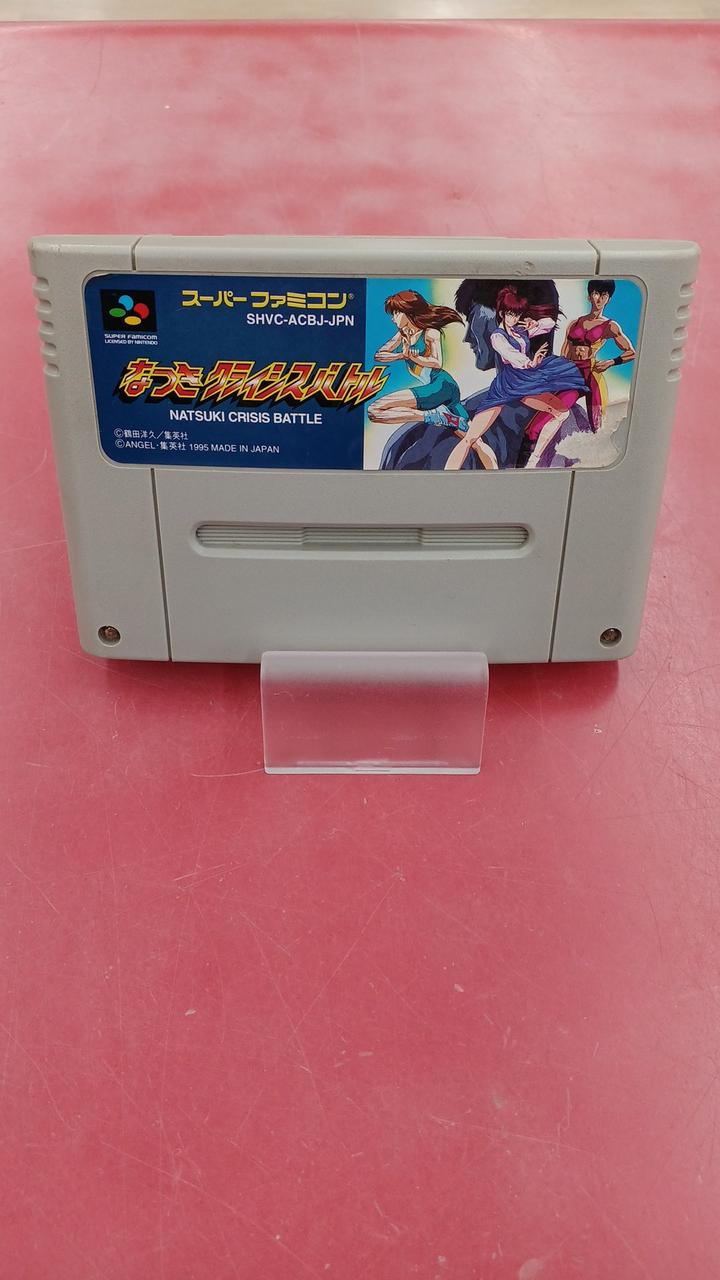 スーパーファミコン®
SHVC-ACBJ-JPN
SUPER FAMICOM
LICENSED BY NINTENDO
なつき クライシスバトル
NATSUKI CRISIS BATTLE
©鶴田洋久／集英社
©ANGEL・集英社 1995 MADE IN JAPAN